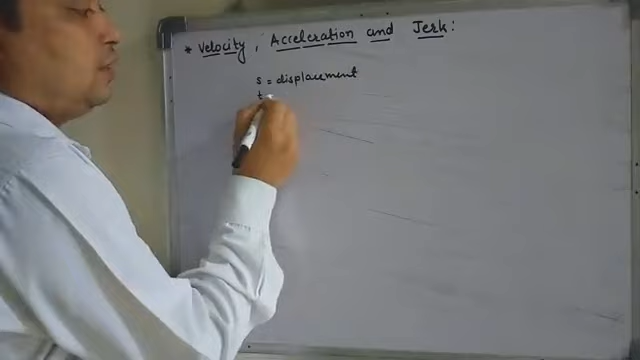 * Velocity, Acceleration and Jerk:
s = displacement
t =